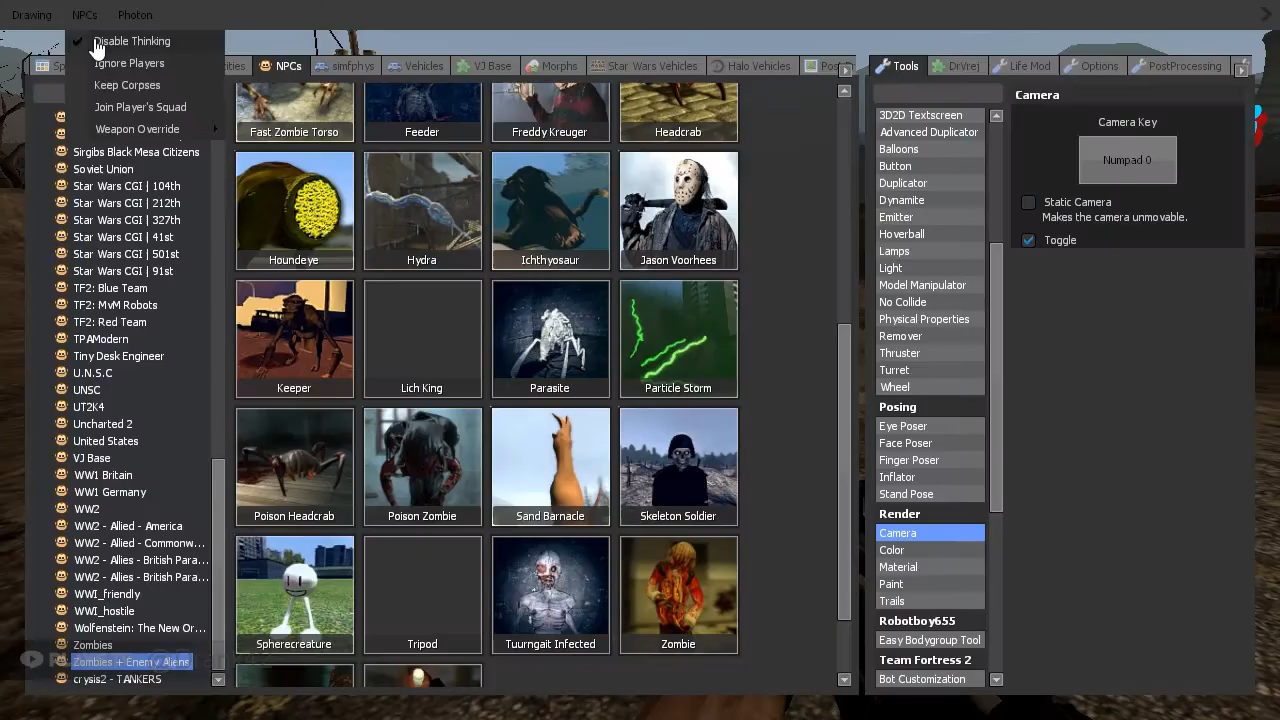 Drawing NPCs Photon
Disable Thinking
Ignore Players
Keep Corpses
Join Player's Squad
Weapon Override
NPCs simfphys Vehicles VJ Base Morphs Star Wars Vehicles Halo Vehicles
Sirgibs Black Mesa Citizens
Soviet Union
Star Wars CGI | 104th
Star Wars CGI | 212th
Star Wars CGI | 327th
Star Wars CGI | 41st
Star Wars CGI | 501st
Star Wars CGI | 91st
TF2: Blue Team
TF2: MvM Robots
TF2: Red Team
TPAModern
Tiny Desk Engineer
U.N.S.C
UNSC
UT2K4
Uncharted 2
United States
VJ Base
WW1 Britain
WW1 Germany
WW2
WW2 - Allied - America
WW2 - Allied - Commonw...
WW2 - Allies - British Para...
WW2 - Allies - British Para...
WWI_friendly
WWI_hostile
Wolfenstein: The New Or...
Zombies
Zombies + Enemy Aliens
crysis2 - TANKERS
Fast Zombie Torso Feeder Freddy Kreuger Headcrab
Houndeye Hydra Ichthyosaur Jason Voorhees
Keeper Lich King Parasite Particle Storm
Poison Headcrab Poison Zombie Sand Barnacle Skeleton Soldier
Spherecreature Tripod Tuurngait Infected Zombie
Tools DrVrej Life Mod Options PostProcessing
3D2D Textscreen
Advanced Duplicator
Balloons
Button
Duplicator
Dynamite
Emitter
Hoverball
Lamps
Light
Model Manipulator
No Collide
Physical Properties
Remover
Thruster
Turret
Wheel
Posing
Eye Poser
Face Poser
Finger Poser
Inflator
Stand Pose
Render
Camera
Color
Material
Paint
Trails
Robotboy655
Easy Bodygroup Tool
Team Fortress 2
Bot Customization
Camera
Camera Key
Numpad 0
Static Camera
Makes the camera unmovable.
Toggle